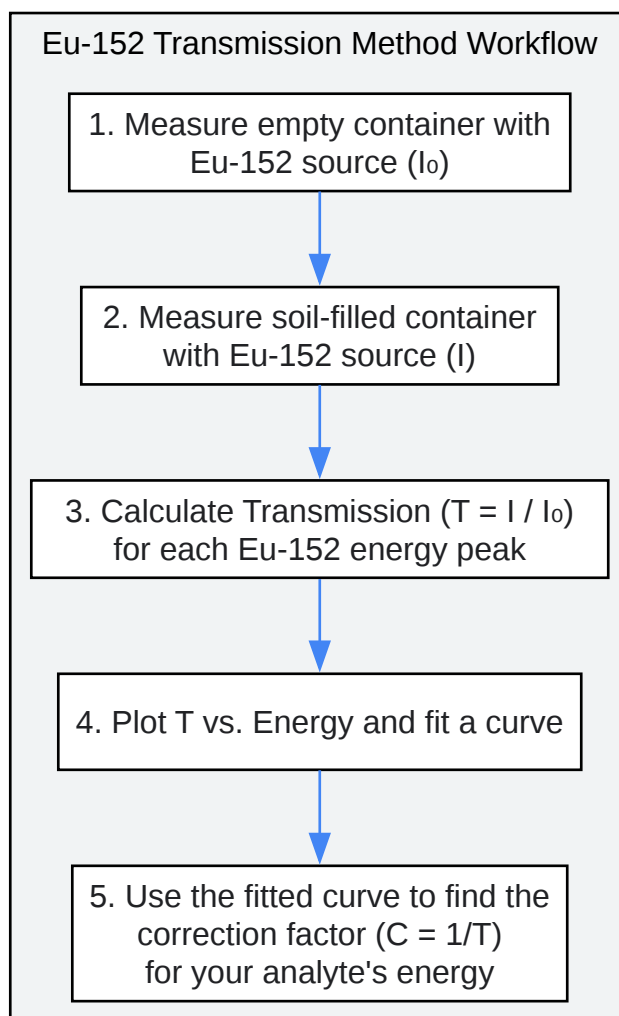 Eu-152 Transmission Method Workflow
1. Measure empty container with
Eu-152 source (I₀)
2. Measure soil-filled container
with Eu-152 source (I)
3. Calculate Transmission (T = I / I₀)
for each Eu-152 energy peak
4. Plot T vs. Energy and fit a curve
5. Use the fitted curve to find the
correction factor (C = 1/T)
for your analyte's energy